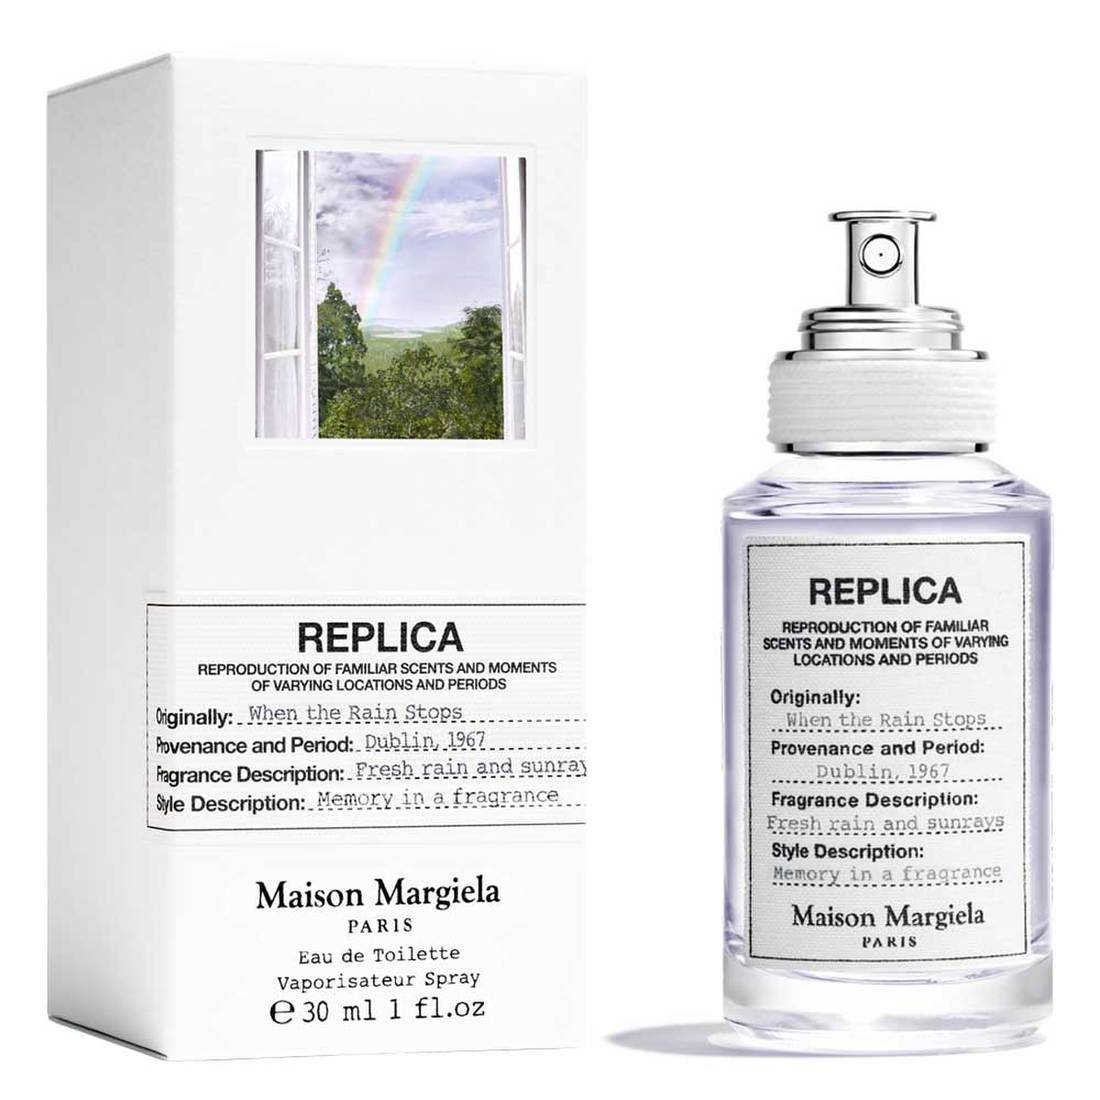 REPLICA
REPRODUCTION OF FAMILIAR SCENTS AND MOMENTS
OF VARYING LOCATIONS AND PERIODS
Originally: When the Rain Stops
Provenance and Period: Dublin, 1967
Fragrance Description: Fresh rain and sunray
Style Description: Memory in a fragrance
Maison Margiela
PARIS
Eau de Toilette
Vaporisateur Spray
℮ 30 ml 1 fl.oz
REPLICA
REPRODUCTION OF FAMILIAR
SCENTS AND MOMENTS OF VARYING
LOCATIONS AND PERIODS
Originally:
When the Rain Stops
Provenance and Period:
Dublin, 1967
Fragrance Description:
Fresh rain and sunrays
Style Description:
Memory in a fragrance
Maison Margiela
PARIS